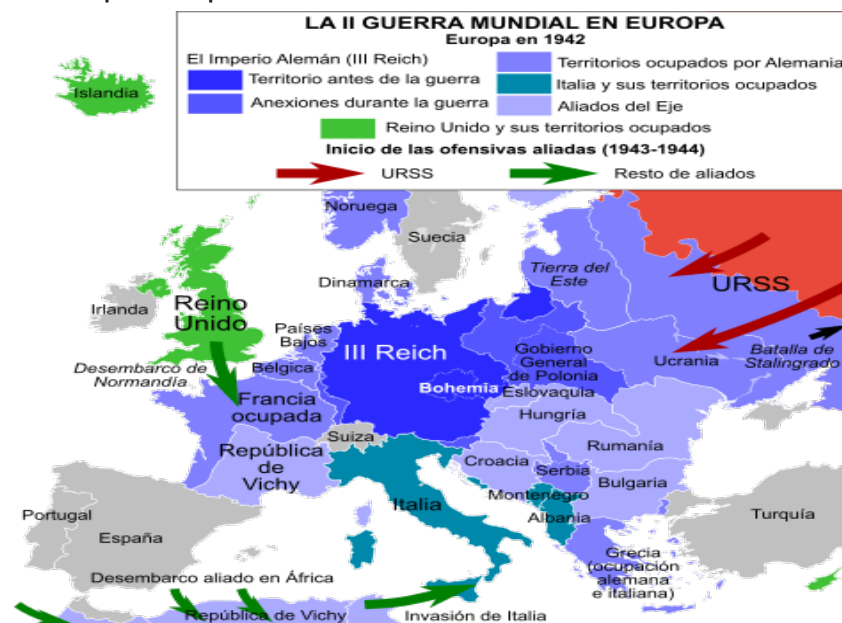 LA II GUERRA MUNDIAL EN EUROPA
Europa en 1942
El Imperio Alemán (III Reich)
Territorio antes de la guerra
Anexiones durante la guerra
Territorios ocupados por Alemania
Italia y sus territorios ocupados
Aliados del Eje
Reino Unido y sus territorios ocupados
Inicio de las ofensivas aliadas (1943-1944)
URSS
Resto de aliados
Islandia
Noruega
Suecia
Tierra del
Este
URSS
Dinamarca
Irlanda
Reino
Unido
Países
Bajos
III Reich
Gobierno
General
de Polonia
Ucrania
Batalla de
Stalingrado
Desembarco de
Normandía
Bélgica
Bohemia
Eslovaquia
Francia
ocupada
Hungría
Suiza
República
de
Vichy
Rumanía
Croacia
Serbia
Bulgaria
Montenegro
Italia
Albania
Portugal
España
Turquía
Grecia
(ocupación
alemana
e italiana)
Desembarco aliado en África
República de Vichy
Invasión de Italia